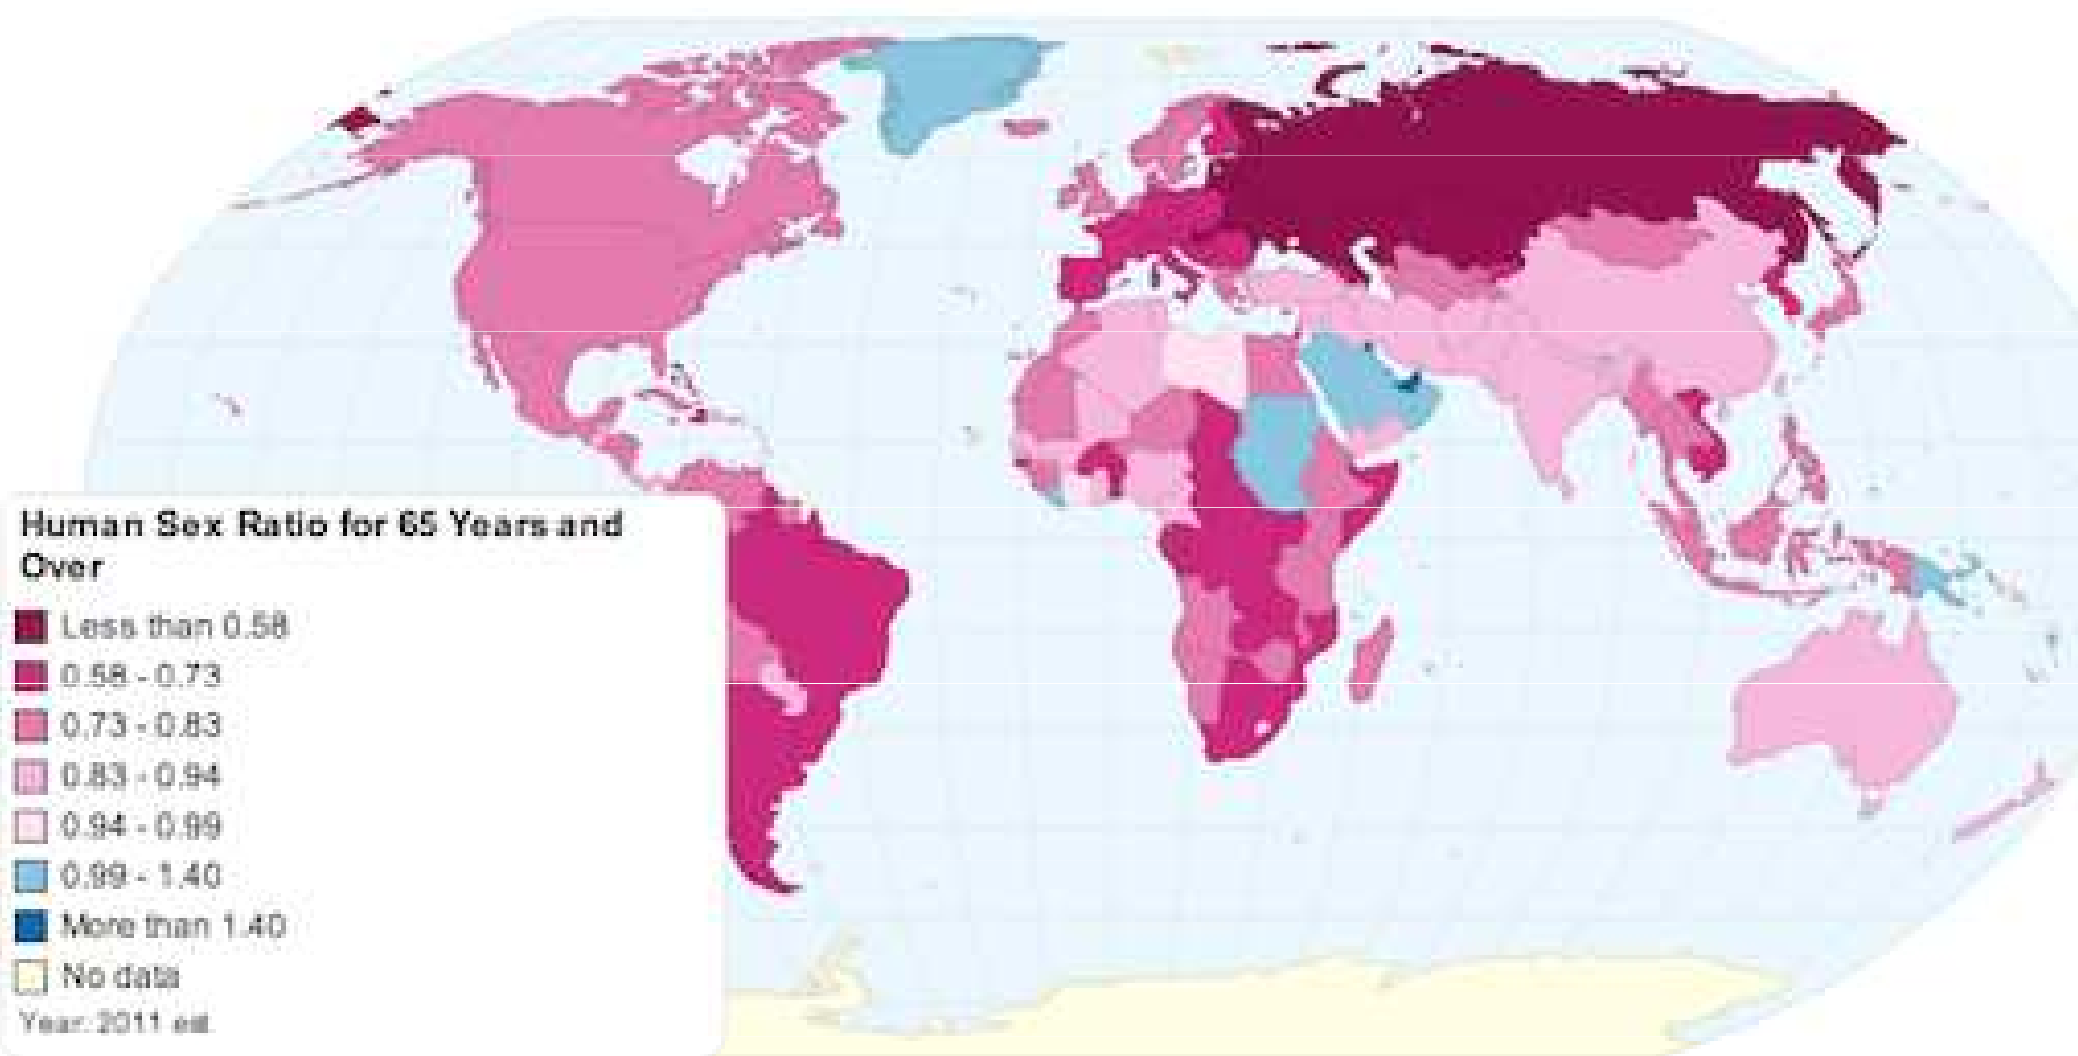 Human Sex Ratio for 65 Years and
Over
Less than 0.58
0.58 - 0.73
0.73 - 0.83
0.83 - 0.94
0.94 - 0.99
0.99 - 1.40
More than 1.40
No data
Year: 2011 est.